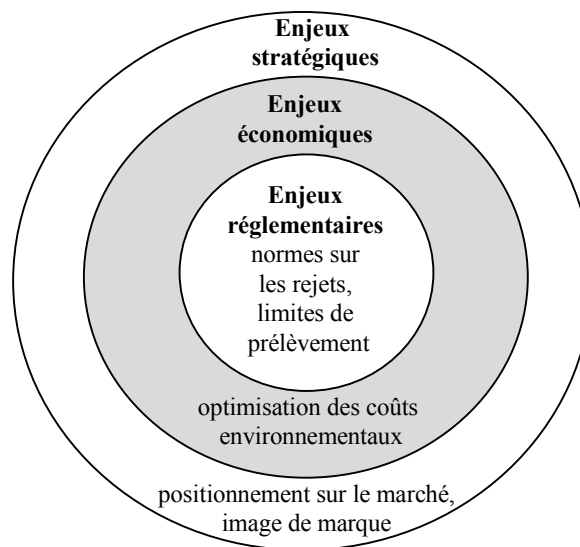 Enjeux
stratégiques
Enjeux
économiques
Enjeux
réglementaires
normes sur
les rejets,
limites de
prélèvement
optimisation des coûts
environnementaux
positionnement sur le marché,
image de marque